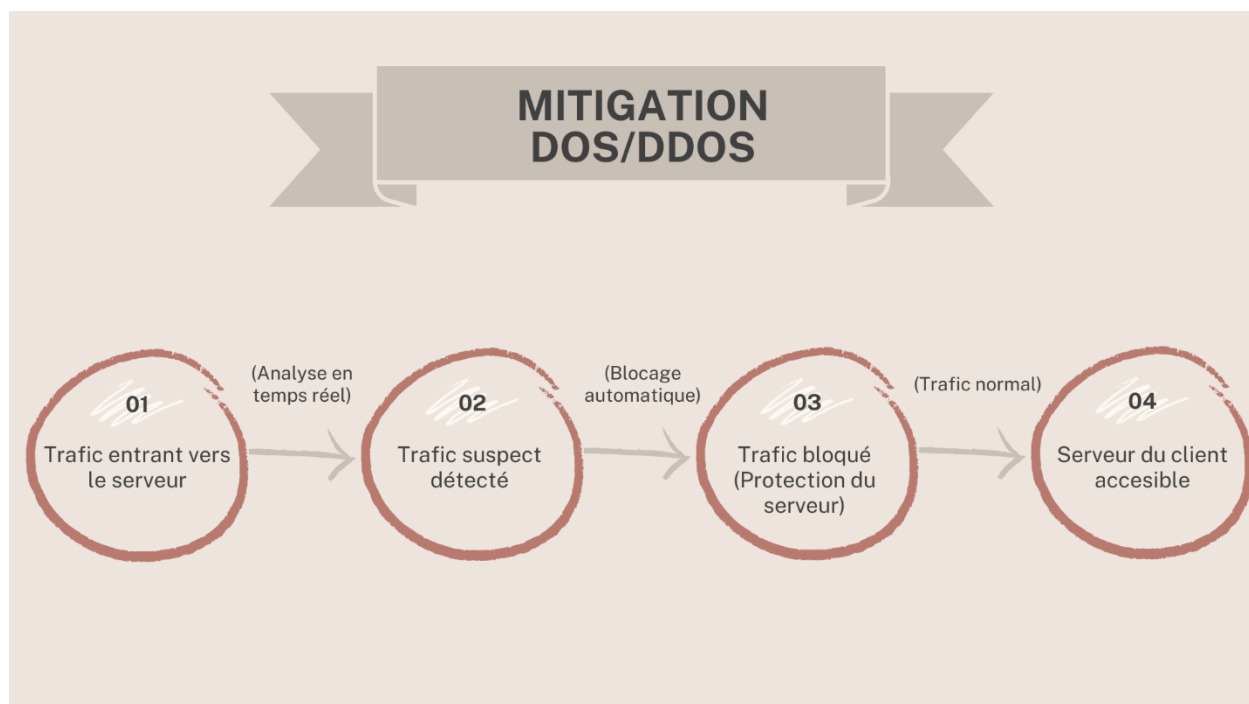 MITIGATION
DOS/DDOS
01
Trafic entrant vers
le serveur
(Analyse en
temps réel)
02
Trafic suspect
détecté
(Blocage
automatique)
03
Trafic bloqué
(Protection du
serveur)
(Trafic normal)
04
Serveur du client
accesible